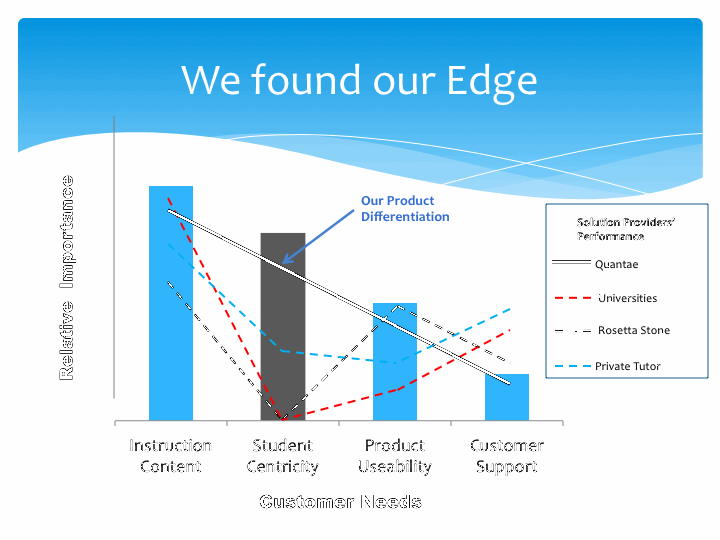 We found our Edge
Our Product
Differentiation
Relative Importance
Solution Providers'
Performance
Quantae
Universities
Rosetta Stone
Private Tutor
Instruction
Content
Student
Centricity
Product
Useability
Customer
Support
Customer Needs